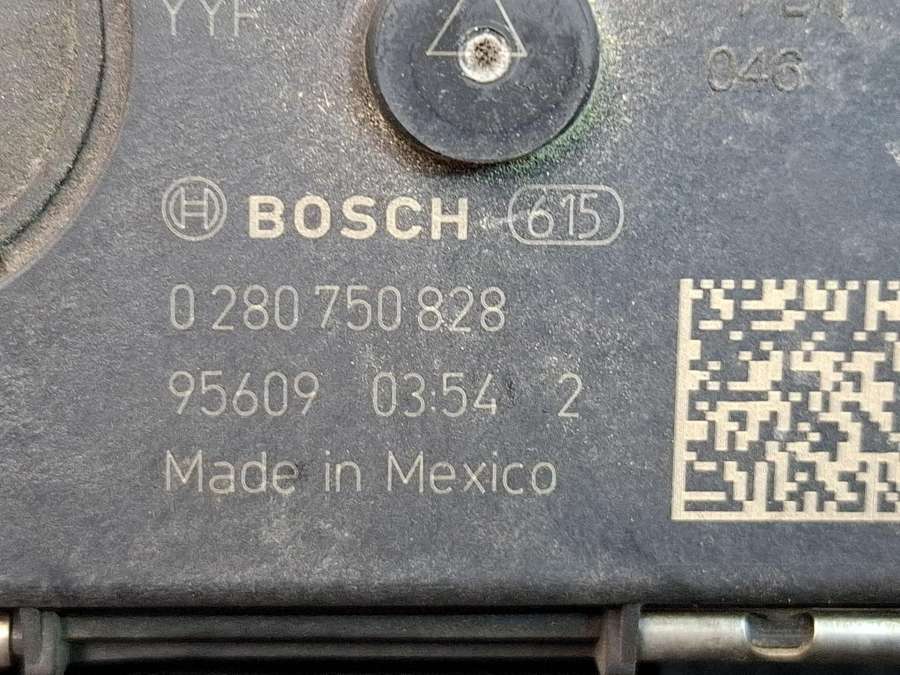 YYF
046
BOSCH 615
0 280 750 828
95609 03:54 2
Made in Mexico